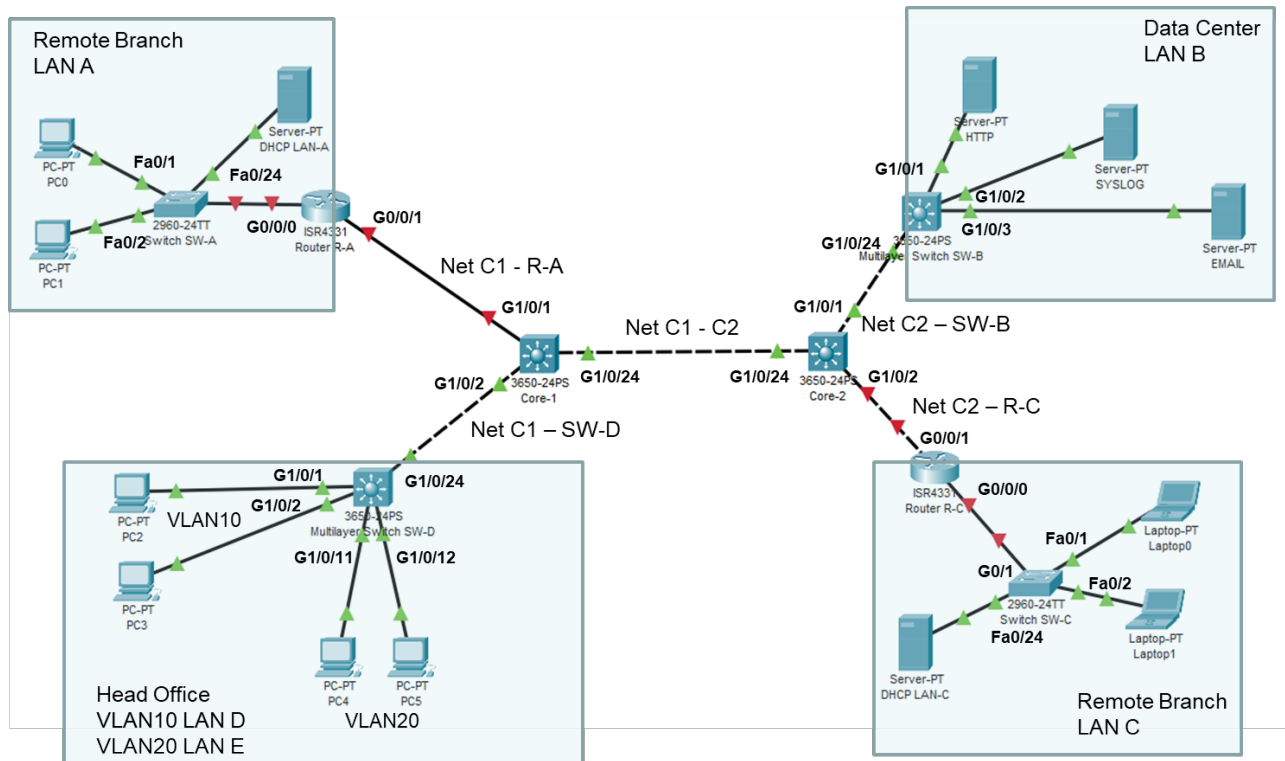 Remote Branch
LAN A
Server-PT
DHCP LAN-A
PC-PT
PC0
Fa0/1
Fa0/24
2960-24TT
Switch SW-A
G0/0/0
ISR4331
Router R-A
G0/0/1
Fa0/2
PC-PT
PC1
Net C1 - R-A
G1/0/1
Data Center
LAN B
Server-PT
HTTP
G1/0/1
Server-PT
SYSLOG
G1/0/2
G1/0/3
3650-24PS
Multilayer Switch SW-B
G1/0/24
Server-PT
EMAIL
G1/0/1
Net C2 – SW-B
Net C1 - C2
G1/0/2
3650-24PS
Core-1
G1/0/24
G1/0/24
3650-24PS
Core-2
G1/0/2
Net C2 – R-C
Net C1 – SW-D
G0/0/1
G1/0/1
G1/0/2
G1/0/24
PC-PT
PC2
VLAN10
3650-24PS
Multilayer Switch SW-D
G1/0/11
G1/0/12
PC-PT
PC3
PC-PT
PC4
PC-PT
PC5
VLAN20
Head Office
VLAN10 LAN D
VLAN20 LAN E
ISR4331
Router R-C
G0/0/0
Laptop-PT
Laptop0
Fa0/1
G0/1
Fa0/2
2960-24TT
Switch SW-C
Fa0/24
Laptop-PT
Laptop1
Server-PT
DHCP LAN-C
Remote Branch
LAN C